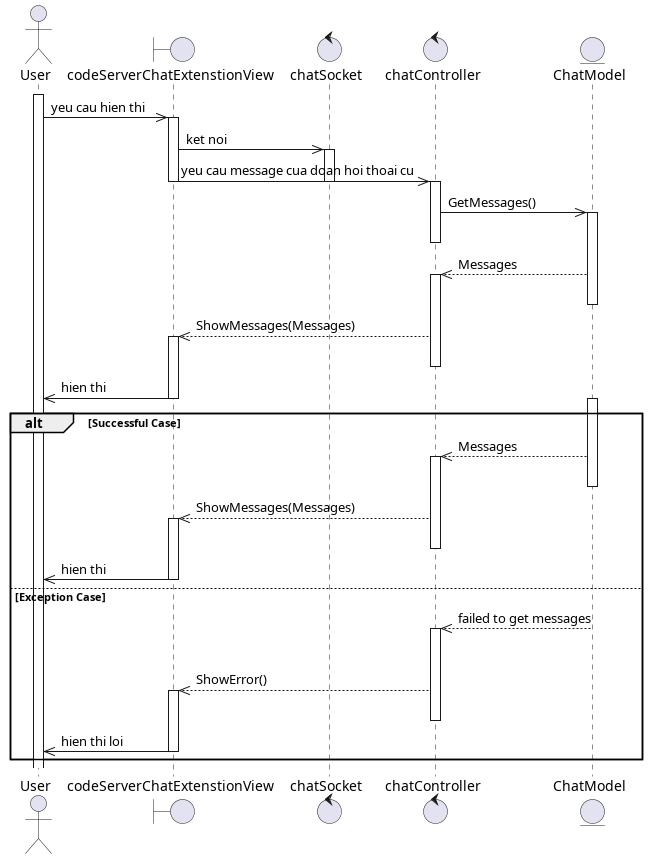 User
codeServerChatExtenstionView
chatSocket
chatController
ChatModel
yeu cau hien thi
ket noi
yeu cau message cua doan hoi thoai cu
GetMessages()
Messages
ShowMessages(Messages)
hien thi
alt
[Successful Case]
Messages
ShowMessages(Messages)
hien thi
[Exception Case]
failed to get messages
ShowError()
hien thi loi
User
codeServerChatExtenstionView
chatSocket
chatController
ChatModel